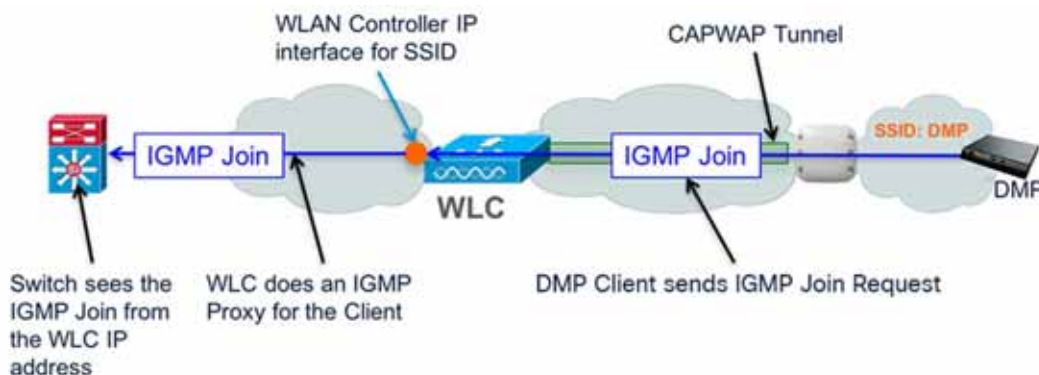 WLAN Controller IP
interface for SSID
CAPWAP Tunnel
SSID: DMP
IGMP Join
IGMP Join
WLC
DMP
Switch sees the
IGMP Join from
the WLC IP
address
WLC does an IGMP
Proxy for the Client
DMP Client sends IGMP Join Request